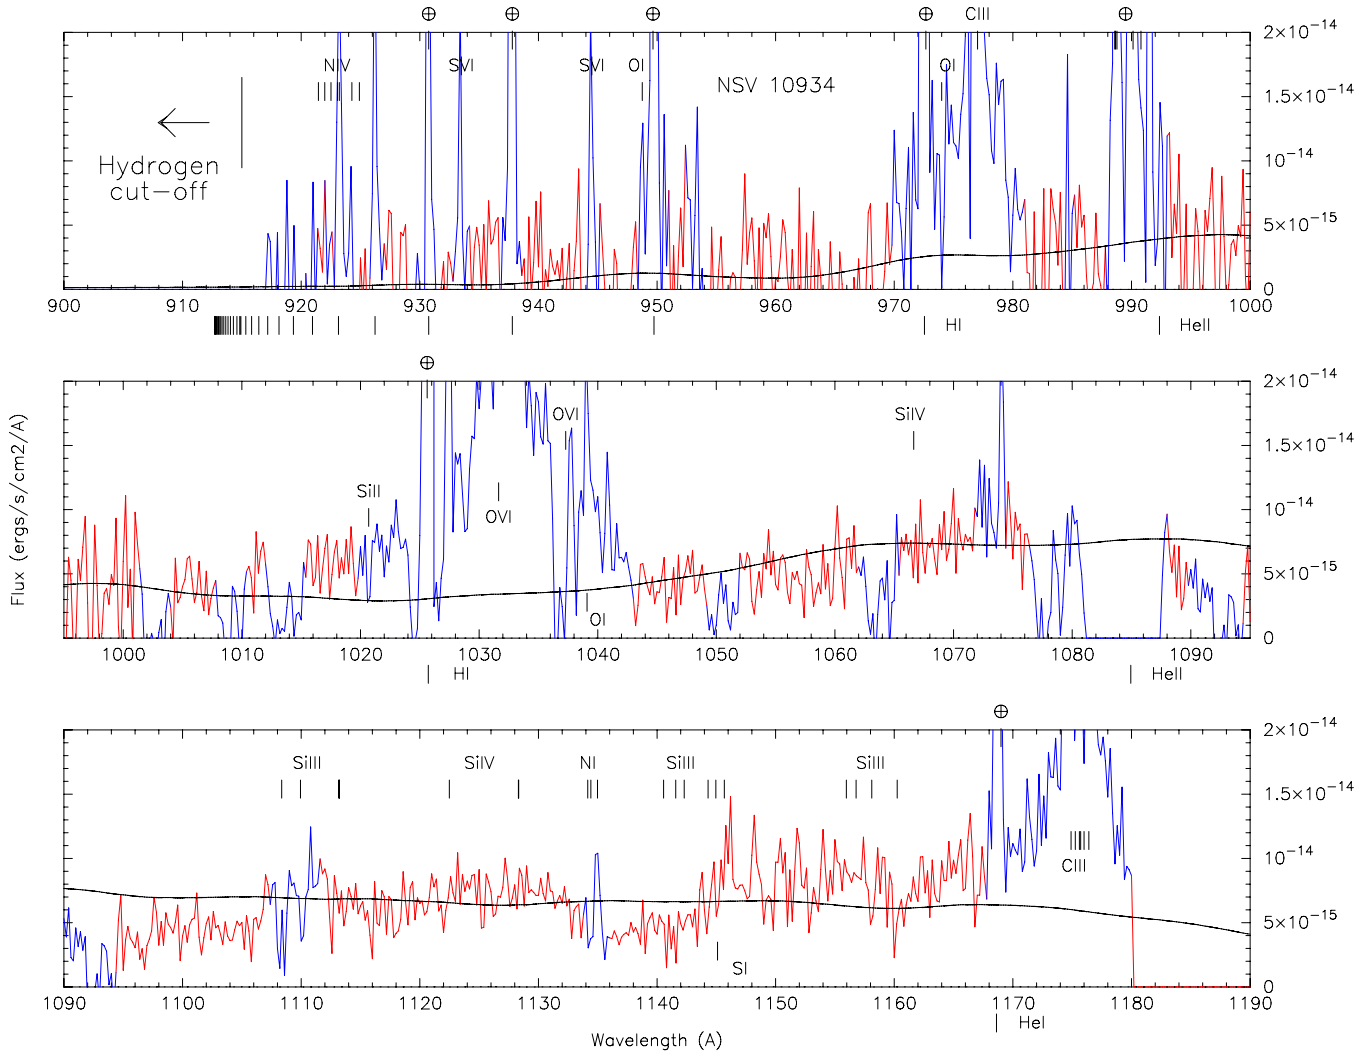 CIII
2×10−14
NIV SVI SVI OI OI
NSV 10934
1.5×10−14
Hydrogen
cut−off
10−14
5×10−15
0
900 910 920 930 940 950 960 970 980 990 1000
HI HeII
2×10−14
OVI SiIV
1.5×10−14
SiII
OVI
10−14
5×10−15
OI
0
1000 1010 1020 1030 1040 1050 1060 1070 1080 1090
HI HeII
Flux (ergs/s/cm2/A)
2×10−14
SiIII SiIV NI SiIII SiIII
1.5×10−14
CIII
10−14
5×10−15
SI
0
1090 1100 1110 1120 1130 1140 1150 1160 1170 1180 1190
HeI
Wavelength (A)